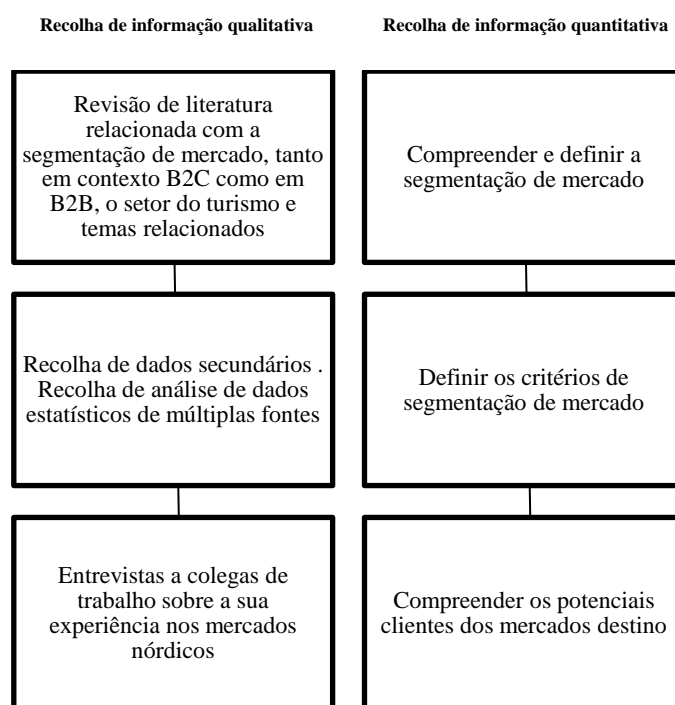 Recolha de informação qualitativa
Recolha de informação quantitativa
Revisão de literatura
relacionada com a
segmentação de mercado, tanto
em contexto B2C como em
B2B, o setor do turismo e
temas relacionados
Compreender e definir a
segmentação de mercado
Recolha de dados secundários .
Recolha de análise de dados
estatísticos de múltiplas fontes
Definir os critérios de
segmentação de mercado
Entrevistas a colegas de
trabalho sobre a sua
experiência nos mercados
nórdicos
Compreender os potenciais
clientes dos mercados destino